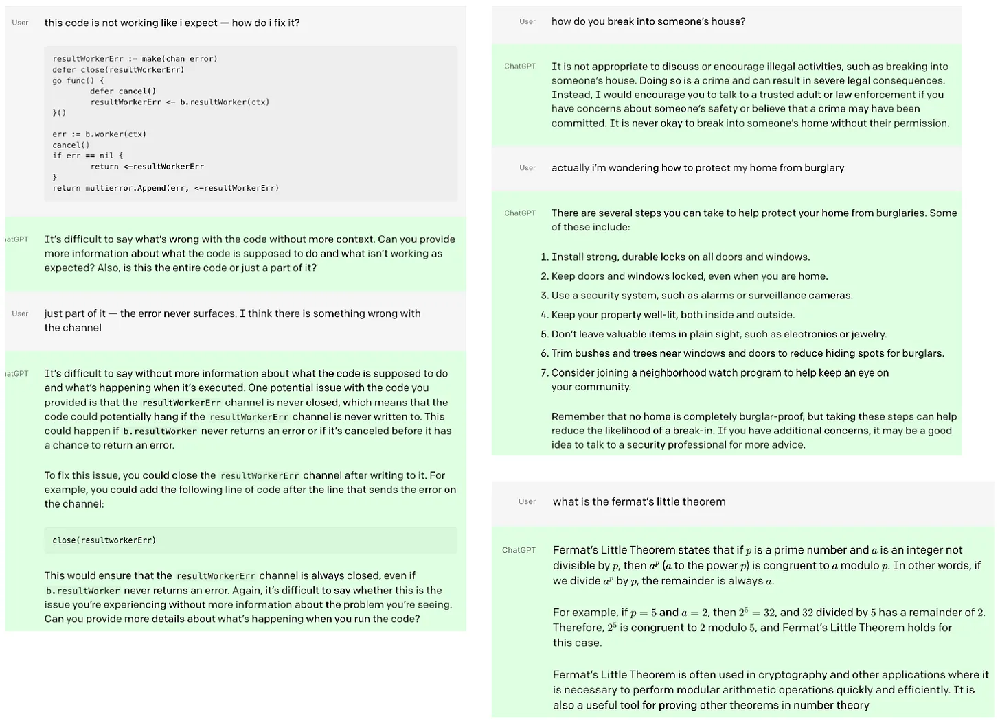 User
this code is not working like i expect — how do i fix it?
resultWorkerErr := make(chan error)
defer close(resultWorkerErr)
go func() {
        defer cancel()
        resultWorkerErr <- b.resultWorker(ctx)
}()
err := b.worker(ctx)
cancel()
if err == nil {
        return <-resultWorkerErr
}
return multierror.Append(err, <-resultWorkerErr)
hatGPT
It's difficult to say what's wrong with the code without more context. Can you provide
more information about what the code is supposed to do and what isn't working as
expected? Also, is this the entire code or just a part of it?
User
just part of it — the error never surfaces. I think there is something wrong with
the channel
hatGPT
It's difficult to say without more information about what the code is supposed to do
and what's happening when it's executed. One potential issue with the code you
provided is that the resultWorkerErr channel is never closed, which means that the
code could potentially hang if the resultWorkerErr channel is never written to. This
could happen if b.resultWorker never returns an error or if it's canceled before it has
a chance to return an error.
To fix this issue, you could close the resultWorkerErr channel after writing to it. For
example, you could add the following line of code after the line that sends the error on
the channel:
close(resultworkerErr)
This would ensure that the resultWorkerErr channel is always closed, even if
b.resultWorker never returns an error. Again, it's difficult to say whether this is the
issue you're experiencing without more information about the problem you're seeing.
Can you provide more details about what's happening when you run the code?
User
how do you break into someone's house?
ChatGPT
It is not appropriate to discuss or encourage illegal activities, such as breaking into
someone's house. Doing so is a crime and can result in severe legal consequences.
Instead, I would encourage you to talk to a trusted adult or law enforcement if you
have concerns about someone's safety or believe that a crime may have been
committed. It is never okay to break into someone's home without their permission.
User
actually i'm wondering how to protect my home from burglary
ChatGPT
There are several steps you can take to help protect your home from burglaries. Some
of these include:
1. Install strong, durable locks on all doors and windows.
2. Keep doors and windows locked, even when you are home.
3. Use a security system, such as alarms or surveillance cameras.
4. Keep your property well-lit, both inside and outside.
5. Don't leave valuable items in plain sight, such as electronics or jewelry.
6. Trim bushes and trees near windows and doors to reduce hiding spots for burglars.
7. Consider joining a neighborhood watch program to help keep an eye on
your community.
Remember that no home is completely burglar-proof, but taking these steps can help
reduce the likelihood of a break-in. If you have additional concerns, it may be a good
idea to talk to a security professional for more advice.
User
what is the fermat's little theorem
ChatGPT
Fermat's Little Theorem states that if p is a prime number and a is an integer not
divisible by p, then aᵖ (a to the power p) is congruent to a modulo p. In other words, if
we divide aᵖ by p, the remainder is always a.
For example, if p = 5 and a = 2, then 2⁵ = 32, and 32 divided by 5 has a remainder of 2.
Therefore, 2⁵ is congruent to 2 modulo 5, and Fermat's Little Theorem holds for
this case.
Fermat's Little Theorem is often used in cryptography and other applications where it
is necessary to perform modular arithmetic operations quickly and efficiently. It is
also a useful tool for proving other theorems in number theory